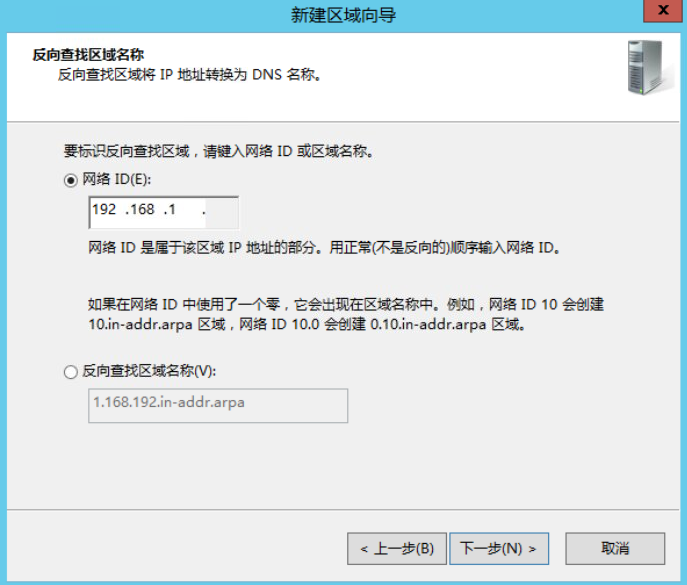 新建区域向导
x
反向查找区域名称
反向查找区域将 IP 地址转换为 DNS 名称。
要标识反向查找区域，请键入网络 ID 或区域名称。
网络 ID(E):
192 .168 .1 .
网络 ID 是属于该区域 IP 地址的部分。用正常(不是反向的)顺序输入网络 ID。
如果在网络 ID 中使用了一个零，它会出现在区域名称中。例如，网络 ID 10 会创建
10.in-addr.arpa 区域，网络 ID 10.0 会创建 0.10.in-addr.arpa 区域。
反向查找区域名称(V):
1.168.192.in-addr.arpa
< 上一步(B) 下一步(N) > 取消